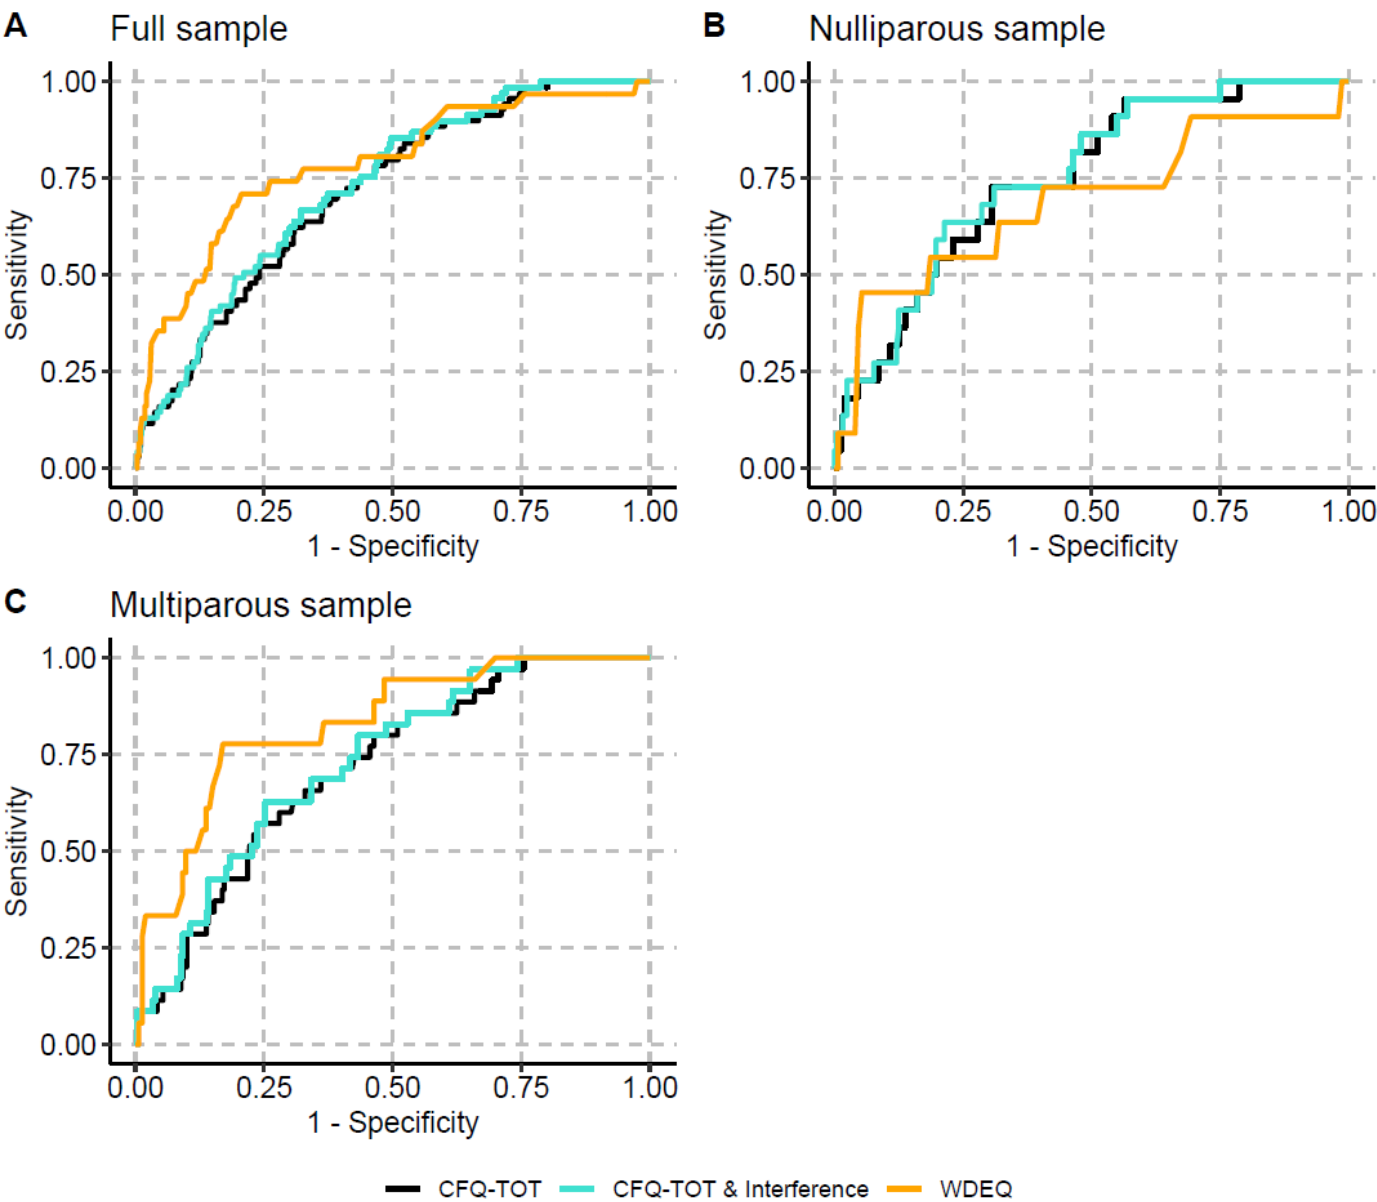 A Full sample
1.00
0.75
0.50
0.25
0.00
Sensitivity
0.00 0.25 0.50 0.75 1.00
1 - Specificity
B Nulliparous sample
1.00
0.75
0.50
0.25
0.00
Sensitivity
0.00 0.25 0.50 0.75 1.00
1 - Specificity
C Multiparous sample
1.00
0.75
0.50
0.25
0.00
Sensitivity
0.00 0.25 0.50 0.75 1.00
1 - Specificity
CFQ-TOT CFQ-TOT & Interference WDEQ